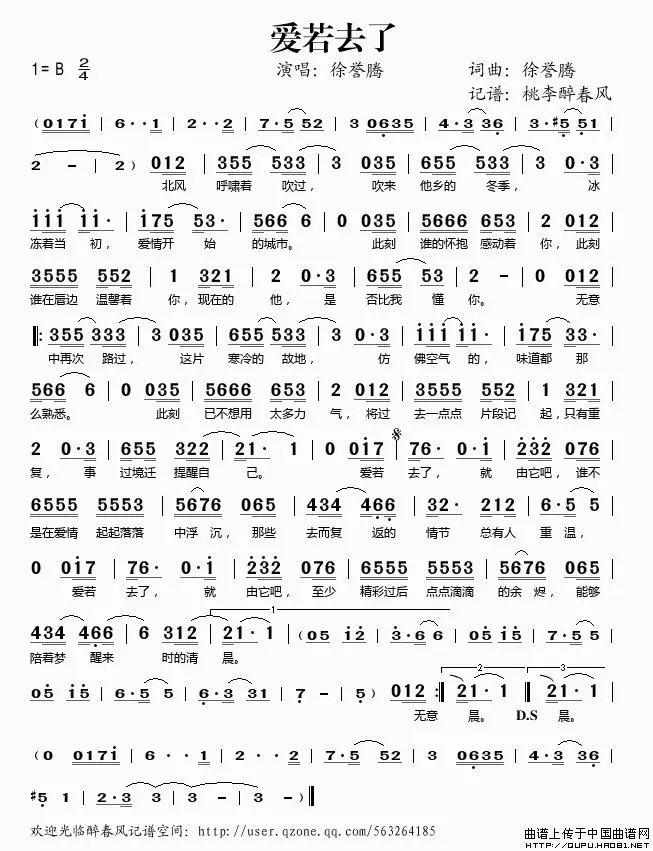 爱若去了
1=B 2/4 演唱：徐誉腾 词曲：徐誉腾
记谱：桃李醉春风
(0 1 7 i | 6 · · 1 | 2 · · 2 | 7 · 5 5 2 | 3 0 6 3 5 | 4 · 3 3 6 · | 3 · #5 5 1 |
2 - | 2) 0 1 2 | 3 5 5 5 3 3 · | 3 0 3 5 | 6 5 5 5 3 3 | 3 0 · 3 |
北风 呼啸着 吹过， 吹来 他乡的 冬季， 冰
i i i i i · | i 7 5 5 3 · | 5 6 6 6 | 0 0 3 5 | 5 6 6 6 6 5 3 | 2 0 1 2 |
冻着当 初， 爱情开 始 的城市。 此刻 谁的怀抱 感动着 你，此刻
3 5 5 5 5 5 2 | 1 3 2 1 | 2 0 · 3 | 6 5 5 5 3 | 2 - | 0 0 1 2 |
谁在唇边 温馨着 你，现在的 他， 是 否比我 懂 你。 无意
|: 3 5 5 3 3 3 | 3 0 3 5 | 6 5 5 5 3 3 | 3 0 · 3 | i i i i i · | i 7 5 3 3 · |
中再次 路过， 这片 寒冷的 故地， 仿 佛空气 的， 味道都 那
5 6 6 6 | 0 0 3 5 | 5 6 6 6 6 5 3 | 2 0 1 2 | 3 5 5 5 5 5 2 | 1 3 2 1 |
么熟悉。 此刻 已不想用 太多力 气，将过 去一点点 片段记 起，只有重
2 0 · 3 | 6 5 5 3 2 2 | 2 1 · 1 | 0 0 i 7 | 7 6 · 0 · i | 2 3 2 0 7 6 |
复， 事 过境迁 提醒自 己。 爱若 去了， 就 由它吧，谁不
6 5 5 5 5 5 5 3 | 5 6 7 6 0 6 5 | 4 3 4 4 6 6 | 3 2 · 2 1 2 | 6 · 5 5 |
是在爱情 起起落落 中浮 沉，那些 去而复 返的 情节 总有人 重温，
0 0 i 7 | 7 6 · 0 · i | 2 3 2 0 7 6 | 6 5 5 5 5 5 5 3 | 5 6 7 6 0 6 5 |
爱若 去了， 就 由它吧，至少 精彩过后 点点滴滴 的余 烬，能够
4 3 4 4 6 6 | 6 3 1 2 | 2 1 · 1 | (0 5 i 2 | 3 · 6 6 | 0 5 i 5 | 7 · 5 5 |
陪着梦 醒来 时的清 晨。
0 5 i 5 | 6 · 5 5 | 6 · 3 3 1 | 7 - | 5 ) 0 1 2 :| 2 1 · 1 :| 2 1 · 1
无意 晨。 D.S 晨。
(0 0 1 7 i | 6 · · 1 | 2 · · 2 | 7 · 5 5 2 | 3 0 6 3 5 | 4 · 3 3 6 |
#5 1 | 2 · 3 3 | 3 - | 3 - )|
欢迎光临醉春风记谱空间：http://user.qzone.qq.com/563264185
曲谱上传于中国曲谱网
HTTP://QUPU.HAO81.NET